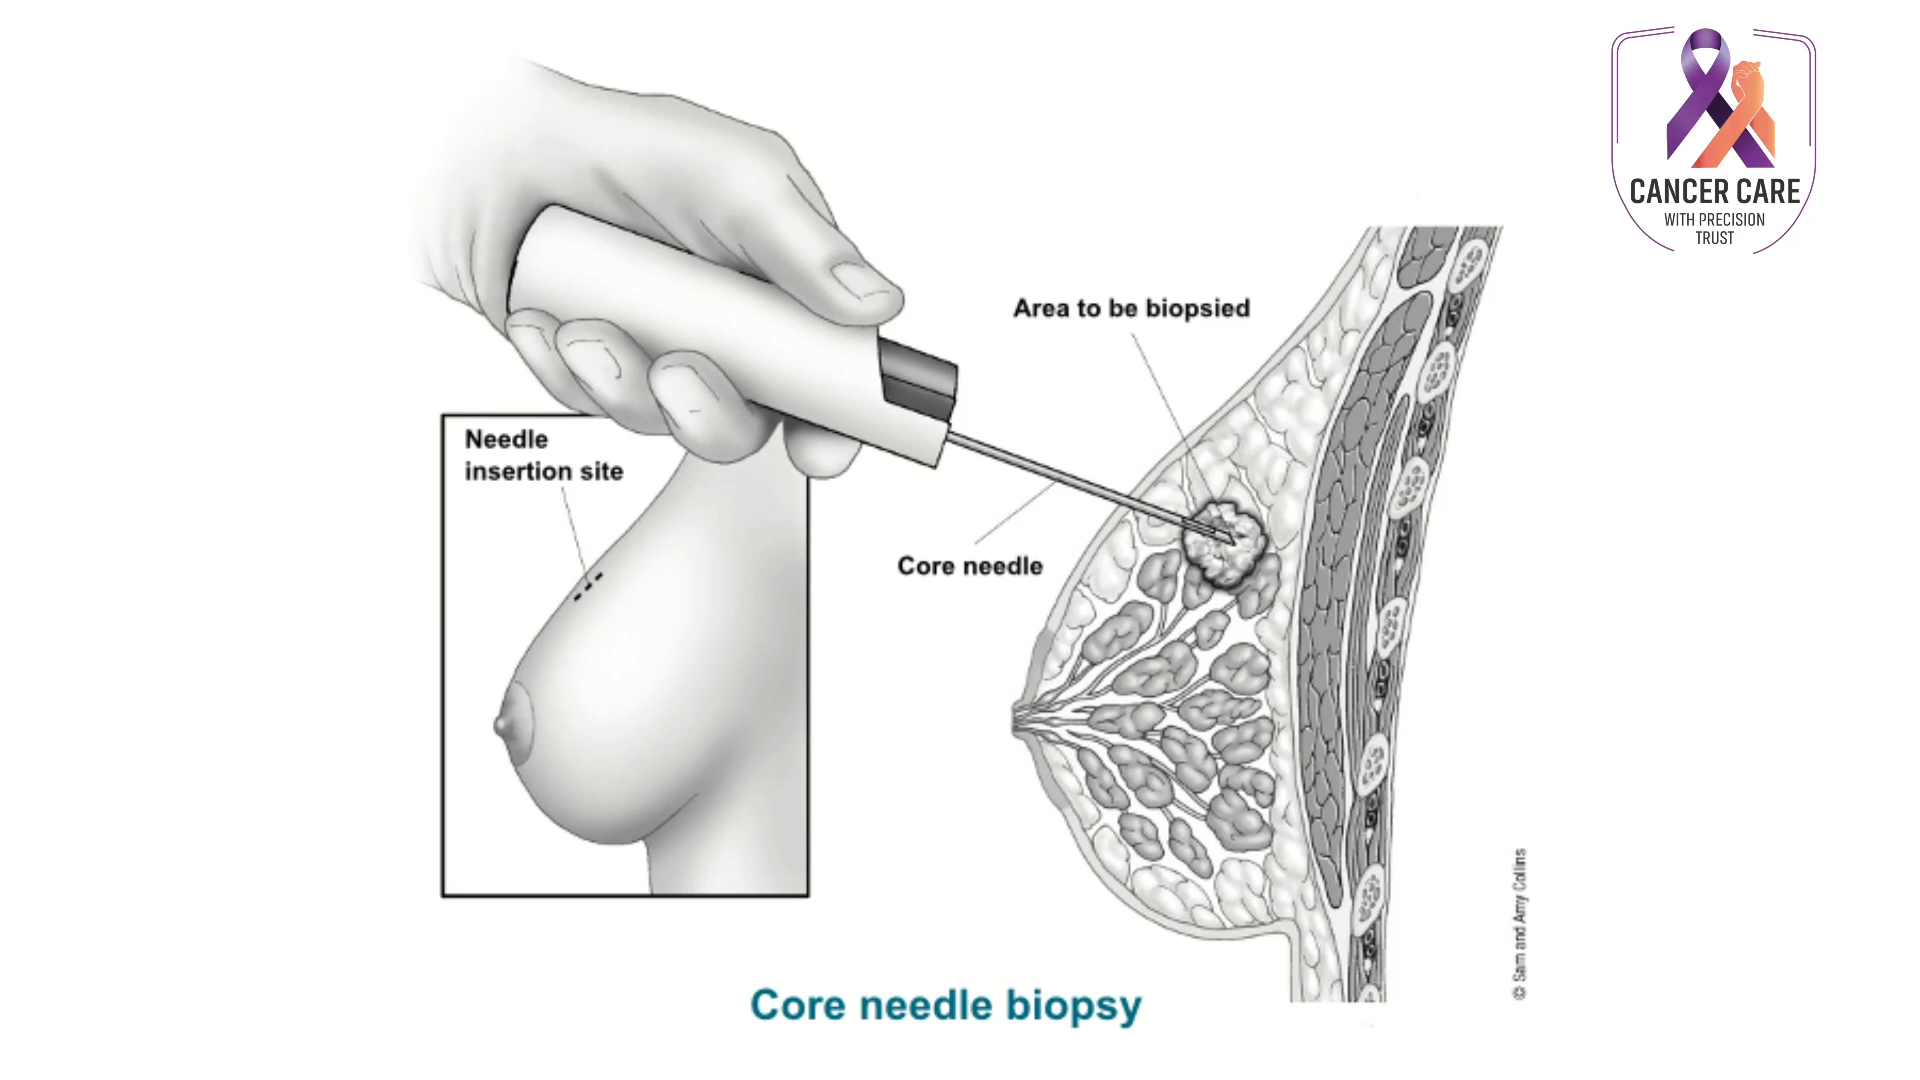 CANCER CARE
WITH PRECISION
TRUST
Area to be biopsied
Needle
insertion site
Core needle
© Sam and Amy Collins
Core needle biopsy